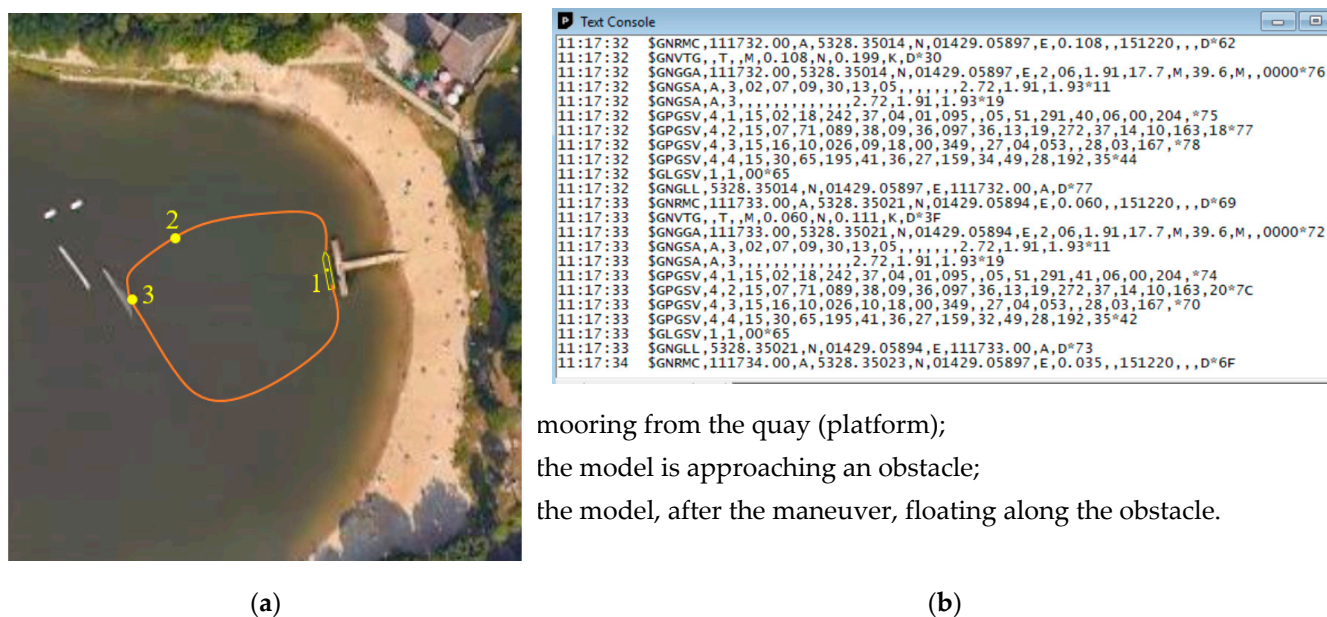 2
3
1
P Text Console
11:17:32 $GNRMC,111732.00,A,5328.35014,N,01429.05897,E,0.108,,151220,,,D*62
11:17:32 $GNVTG,,T,,M,0.108,N,0.199,K,D*30
11:17:32 $GNGGA,111732.00,5328.35014,N,01429.05897,E,2,06,1.91,17.7,M,39.6,M,,0000*76
11:17:32 $GNGSA,A,3,02,07,09,30,13,05,,,,,,,2.72,1.91,1.93*11
11:17:32 $GNGSA,A,3,,,,,,,,,,,,,2.72,1.91,1.93*19
11:17:32 $GPGSV,4,1,15,02,18,242,37,04,01,095,,05,51,291,40,06,00,204,*75
11:17:32 $GPGSV,4,2,15,07,71,089,38,09,36,097,36,13,19,272,37,14,10,163,18*77
11:17:32 $GPGSV,4,3,15,16,10,026,09,18,00,349,,27,04,053,,28,03,167,*78
11:17:32 $GPGSV,4,4,15,30,65,195,41,36,27,159,34,49,28,192,35*44
11:17:32 $GLGSV,1,1,00*65
11:17:32 $GNGLL,5328.35014,N,01429.05897,E,111732.00,A,D*77
11:17:33 $GNRMC,111733.00,A,5328.35021,N,01429.05894,E,0.060,,151220,,,D*69
11:17:33 $GNVTG,,T,,M,0.060,N,0.111,K,D*3F
11:17:33 $GNGGA,111733.00,5328.35021,N,01429.05894,E,2,06,1.91,17.7,M,39.6,M,,0000*72
11:17:33 $GNGSA,A,3,02,07,09,30,13,05,,,,,,,2.72,1.91,1.93*11
11:17:33 $GNGSA,A,3,,,,,,,,,,,,,2.72,1.91,1.93*19
11:17:33 $GPGSV,4,1,15,02,18,242,37,04,01,095,,05,51,291,41,06,00,204,*74
11:17:33 $GPGSV,4,2,15,07,71,089,38,09,36,097,36,13,19,272,37,14,10,163,20*7C
11:17:33 $GPGSV,4,3,15,16,10,026,10,18,00,349,,27,04,053,,28,03,167,*70
11:17:33 $GPGSV,4,4,15,30,65,195,41,36,27,159,32,49,28,192,35*42
11:17:33 $GLGSV,1,1,00*65
11:17:33 $GNGLL,5328.35021,N,01429.05894,E,111733.00,A,D*73
11:17:34 $GNRMC,111734.00,A,5328.35023,N,01429.05897,E,0.035,,151220,,,D*6F
mooring from the quay (platform);
the model is approaching an obstacle;
the model, after the maneuver, floating along the obstacle.
(a)
(b)